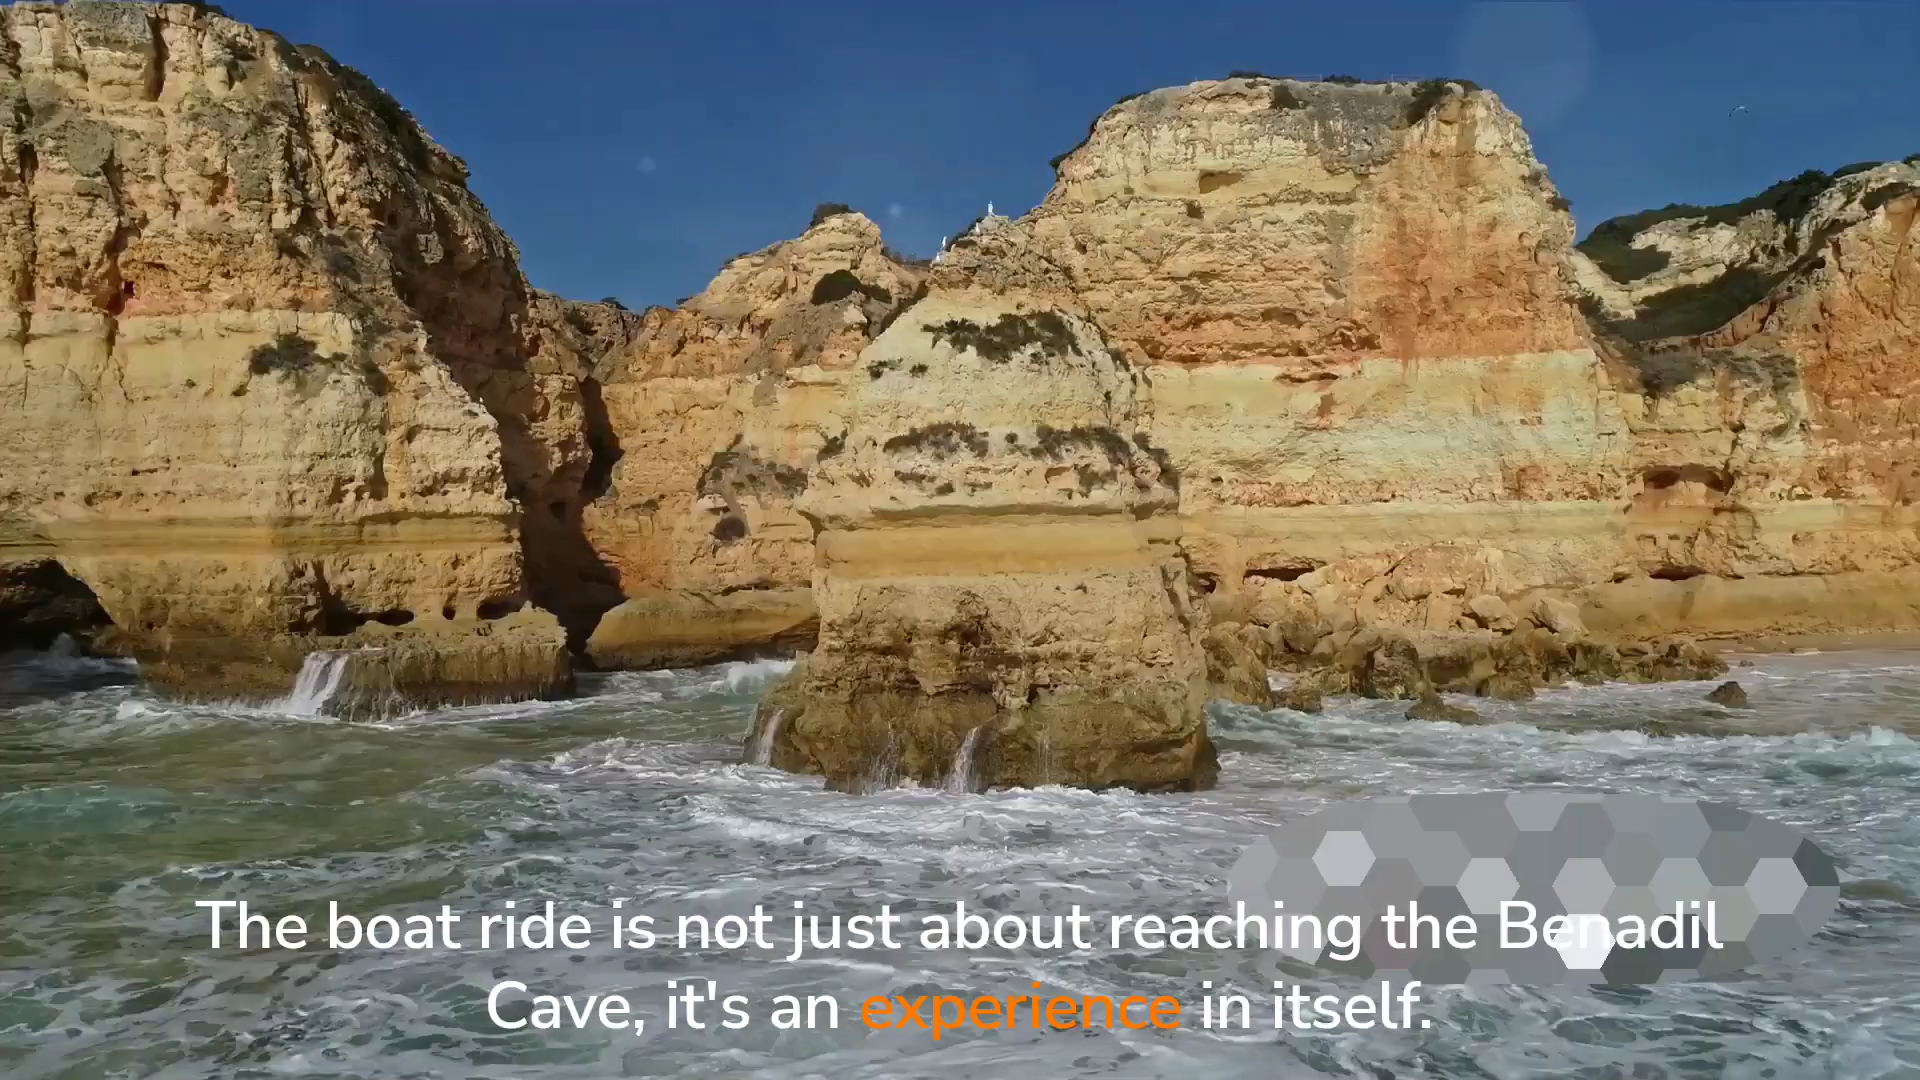 The boat ride is not just about reaching the Benadil
Cave, it's an experience in itself.